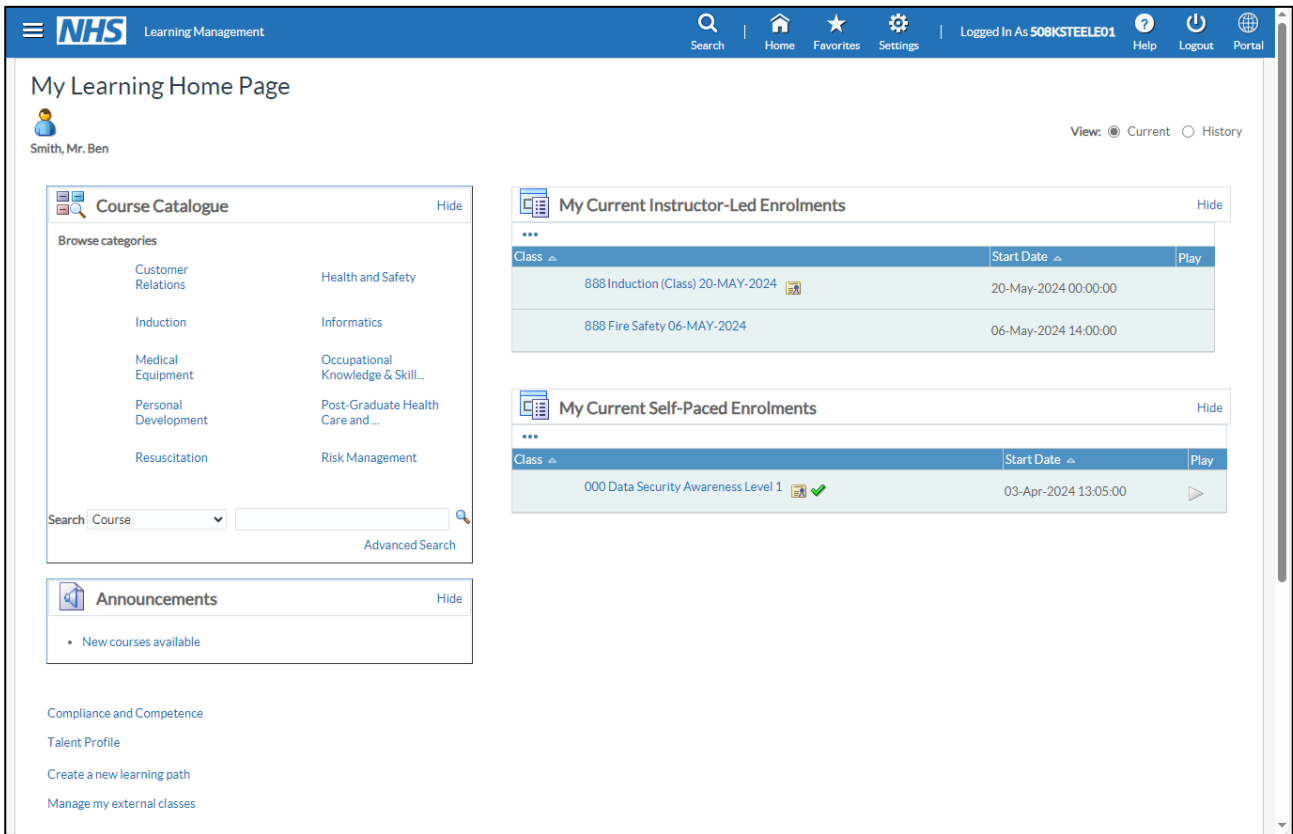 NHS Learning Management
Search
Home
Favorites
Settings
Logged In As 508KSTEELE01
Help
Logout
Portal
My Learning Home Page
Smith, Mr. Ben
View: Current History
Course Catalogue Hide
Browse categories
Customer
Relations
Health and Safety
Induction
Informatics
Medical
Equipment
Occupational
Knowledge & Skill...
Personal
Development
Post-Graduate Health
Care and ...
Resuscitation
Risk Management
Search Course
Advanced Search
Announcements Hide
• New courses available
Compliance and Competence
Talent Profile
Create a new learning path
Manage my external classes
My Current Instructor-Led Enrolments Hide
Class Start Date Play
888 Induction (Class) 20-MAY-2024 20-May-2024 00:00:00
888 Fire Safety 06-MAY-2024 06-May-2024 14:00:00
My Current Self-Paced Enrolments Hide
Class Start Date Play
000 Data Security Awareness Level 1 03-Apr-2024 13:05:00